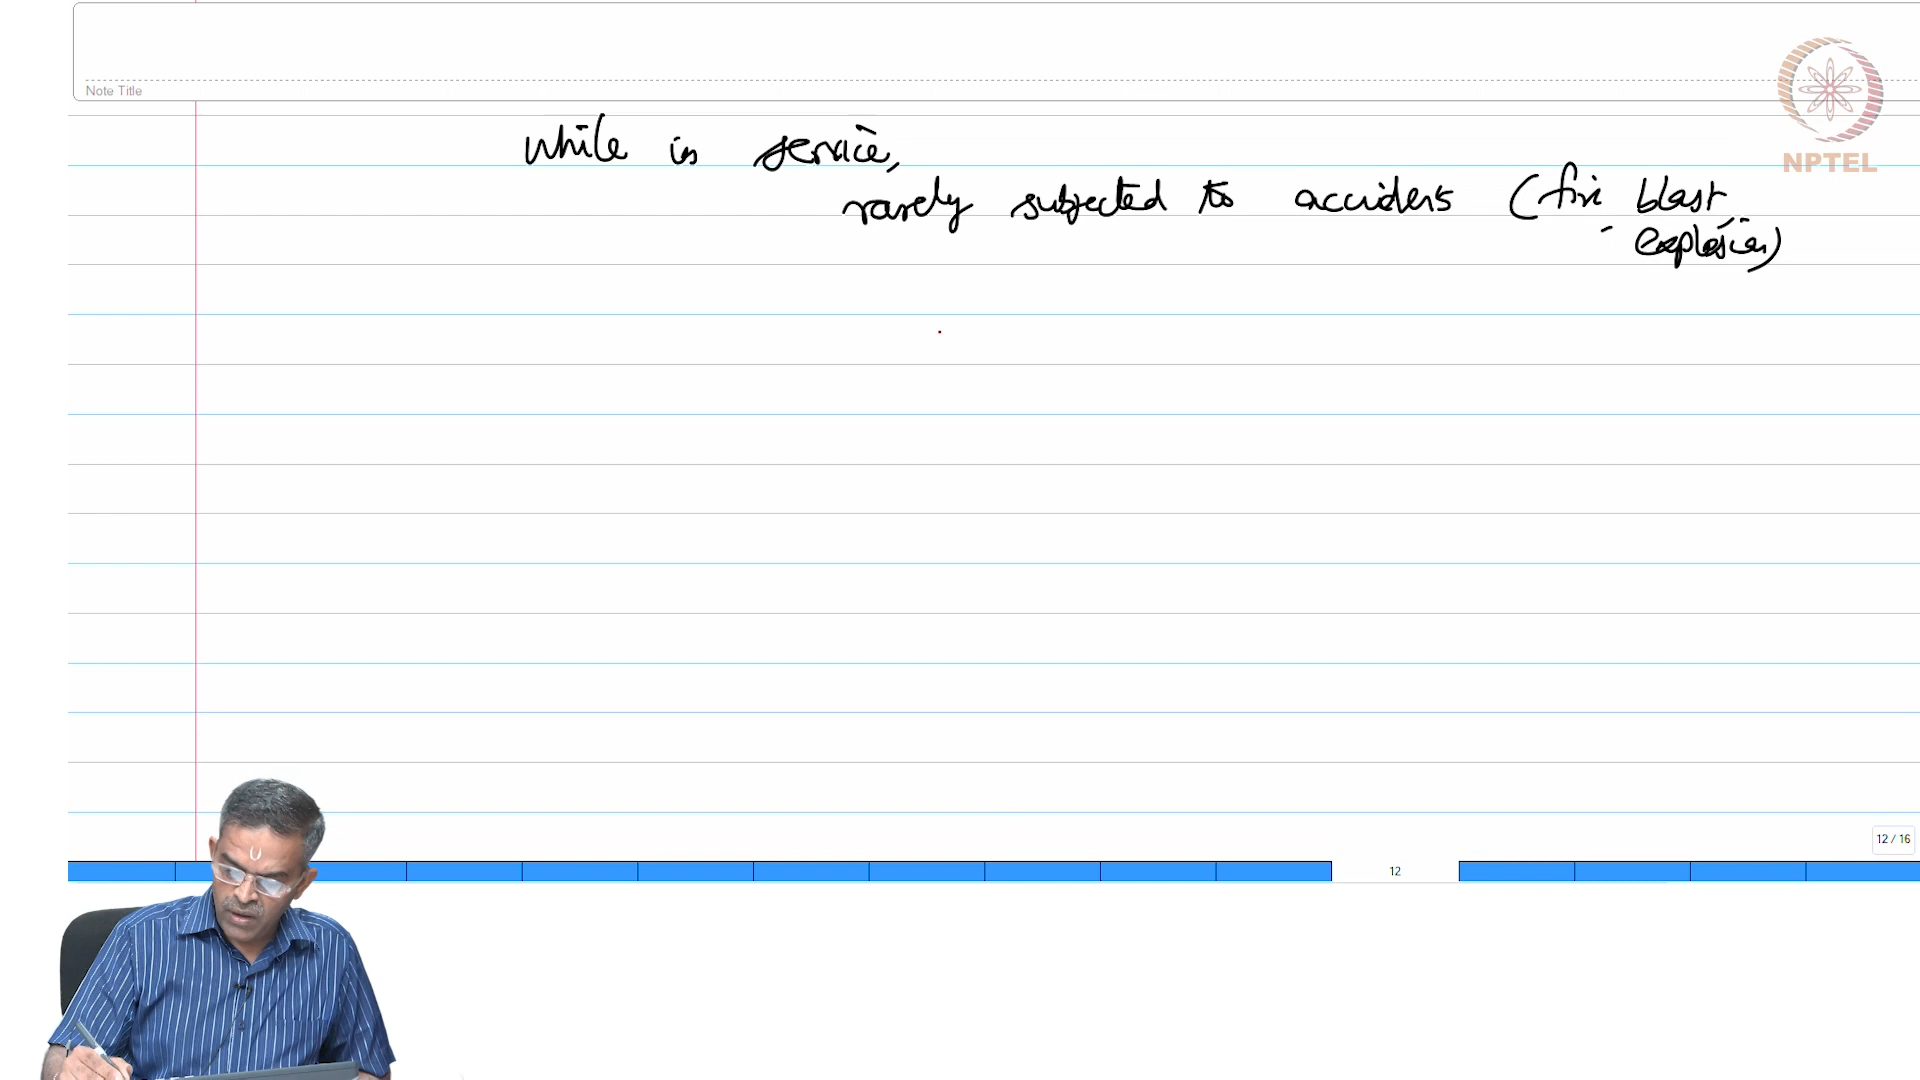 Note Title
NPTEL
while in service,
rarely subjected to accidents (fire blast,
explosion)
12 / 16
12